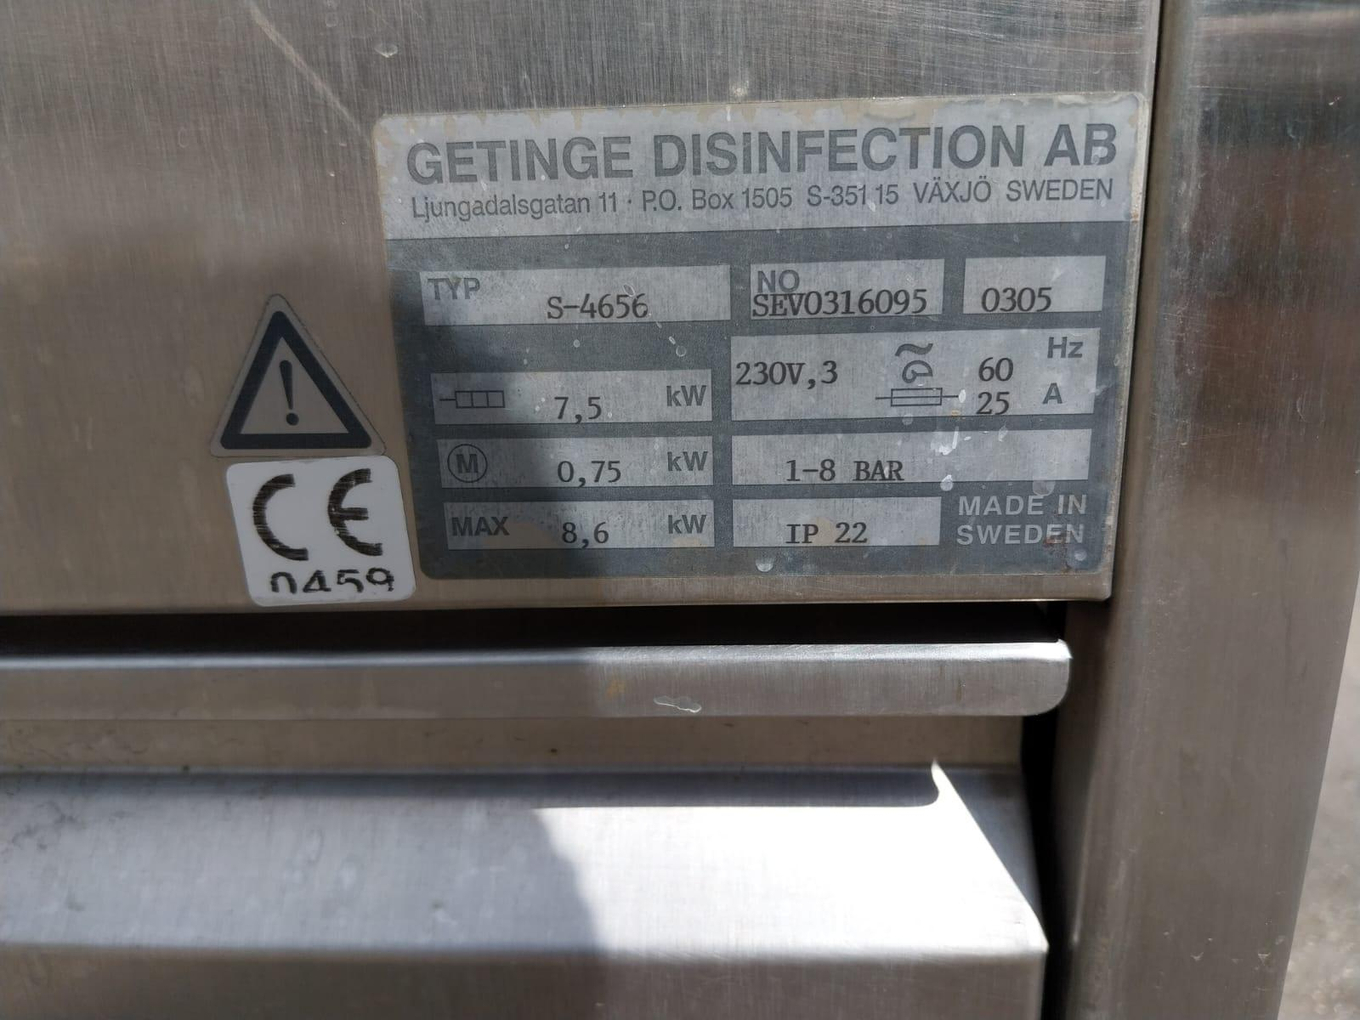 GETINGE DISINFECTION AB
Ljungadalsgatan 11 · P.O. Box 1505 S-351 15 VÄXJÖ SWEDEN
TYP S-4656 NO SEV0316095 0305
7,5 kW 230V,3 60 Hz
25 A
M 0,75 kW 1-8 BAR
MAX 8,6 kW IP 22 MADE IN
SWEDEN
!
CE
0459